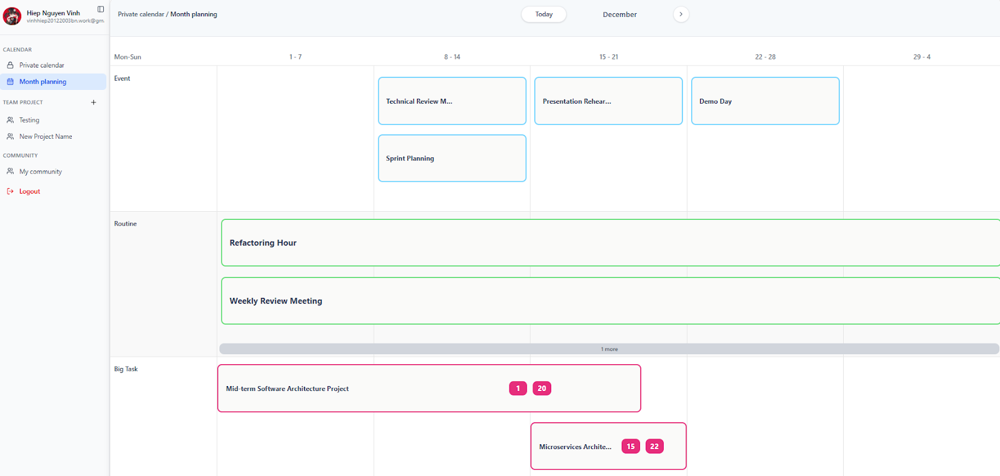 Hiep Nguyen Vinh
vinhhiep20122003bn.work@gm.
CALENDAR
Private calendar
Month planning
TEAM PROJECT
Testing
New Project Name
COMMUNITY
My community
Logout
Private calendar / Month planning
Today
December
Mon-Sun
1 - 7
8 - 14
15 - 21
22 - 28
29 - 4
Event
Technical Review M...
Presentation Rehear...
Demo Day
Sprint Planning
Routine
Refactoring Hour
Weekly Review Meeting
1 more
Big Task
Mid-term Software Architecture Project
1
20
Microservices Archite...
15
22